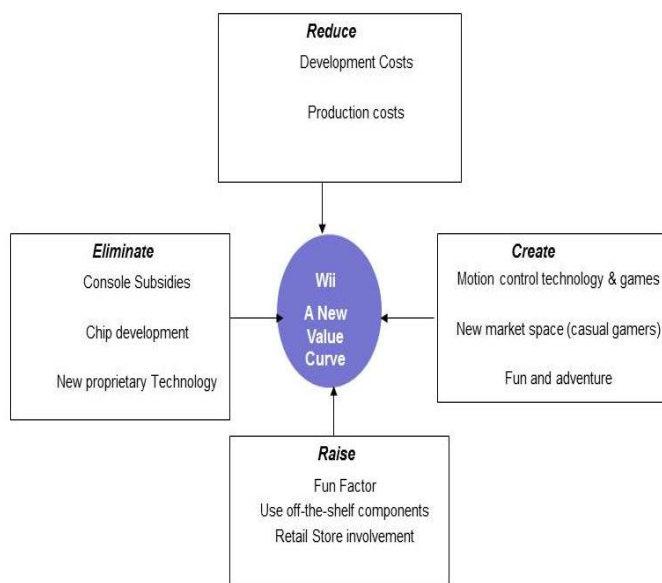 Reduce
Development Costs
Production costs
Eliminate
Console Subsidies
Chip development
New proprietary Technology
Wii
A New
Value
Curve
Create
Motion control technology & games
New market space (casual gamers)
Fun and adventure
Raise
Fun Factor
Use off-the-shelf components
Retail Store involvement